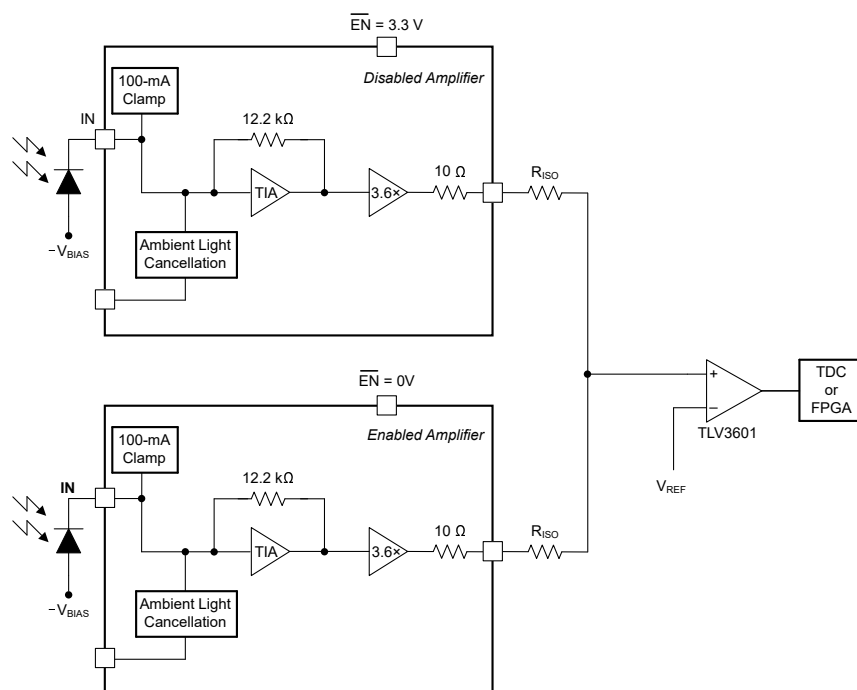 EN = 3.3 V
Disabled Amplifier
100-mA
Clamp
IN
12.2 kΩ
TIA
3.6×
10 Ω
RISO
−VBIAS
Ambient Light
Cancellation
EN = 0V
Enabled Amplifier
100-mA
Clamp
IN
12.2 kΩ
TIA
3.6×
10 Ω
RISO
−VBIAS
Ambient Light
Cancellation
+
−
TLV3601
VREF
TDC
or
FPGA